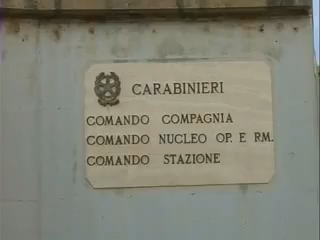 CARABINIERI
COMANDO COMPAGNIA
COMANDO NUCLEO OP. E RM.
COMANDO STAZIONE